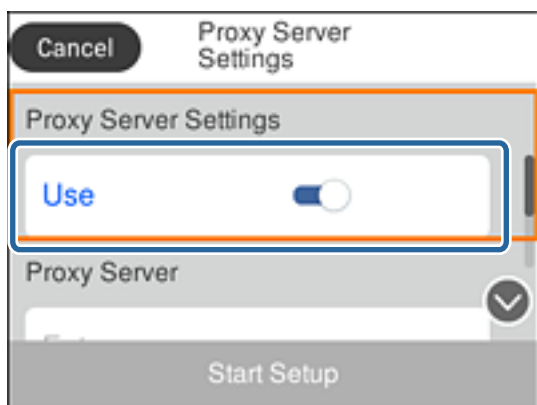 Cancel
Proxy Server
Settings
Proxy Server Settings
Use
Proxy Server
Start Setup